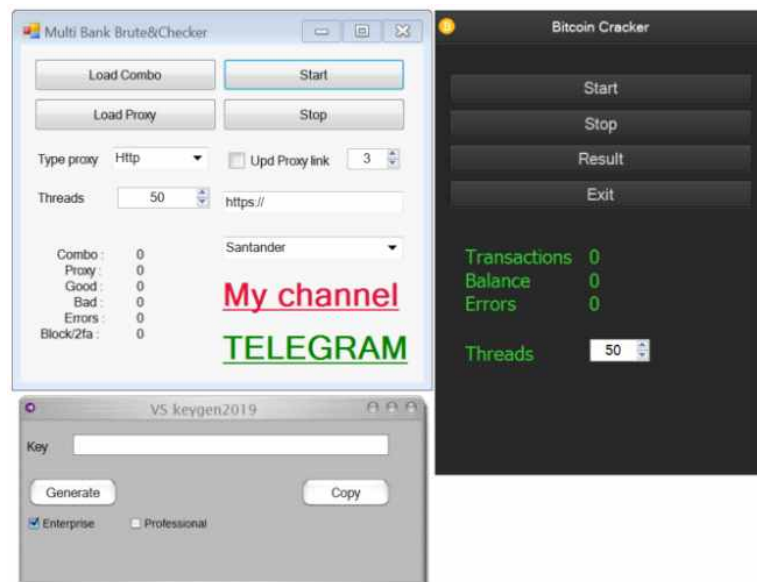 Multi Bank Brute&Checker
Load Combo Start
Load Proxy Stop
Type proxy Http Upd Proxy link 3
Threads 50 https://
Santander
Combo : 0
Proxy : 0
Good : 0
Bad : 0
Errors : 0
Block/2fa : 0
My channel
TELEGRAM
Bitcoin Cracker
Start
Stop
Result
Exit
Transactions 0
Balance 0
Errors 0
Threads 50
VS keygen2019
Key
Generate Copy
Enterprise Professional